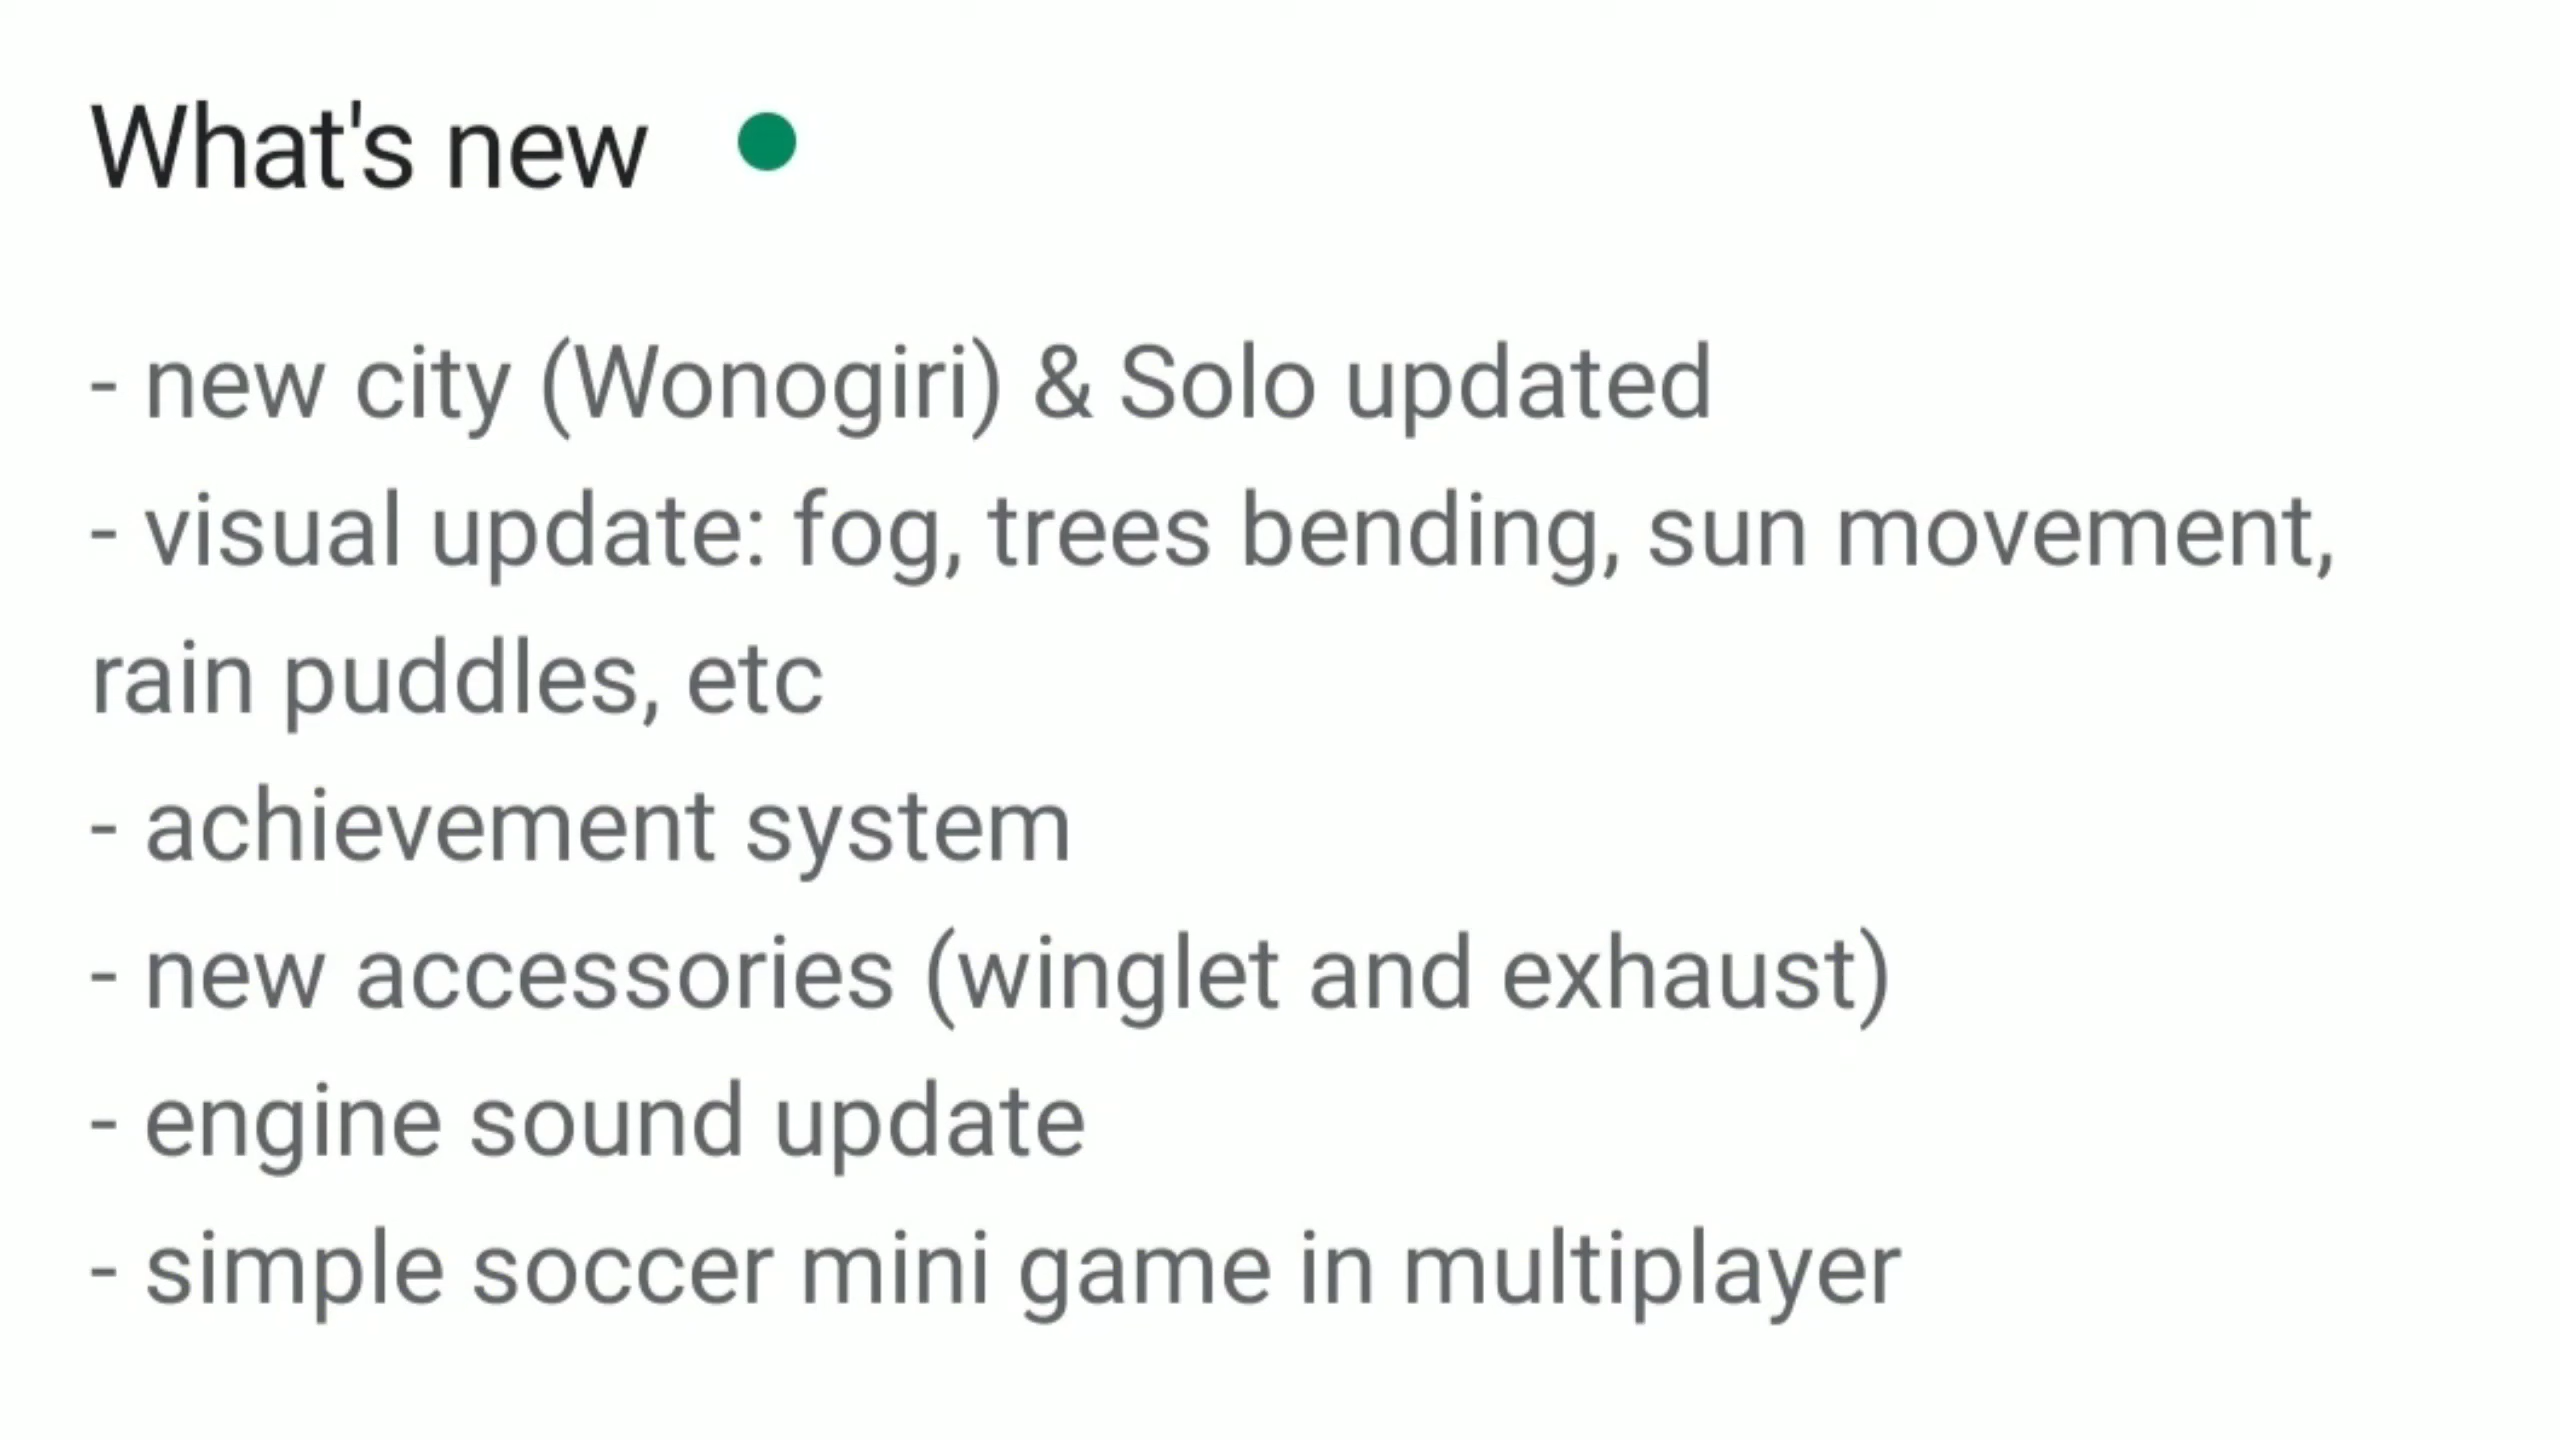 What's new
- new city (Wonogiri) & Solo updated
- visual update: fog, trees bending, sun movement,
rain puddles, etc
- achievement system
- new accessories (winglet and exhaust)
- engine sound update
- simple soccer mini game in multiplayer